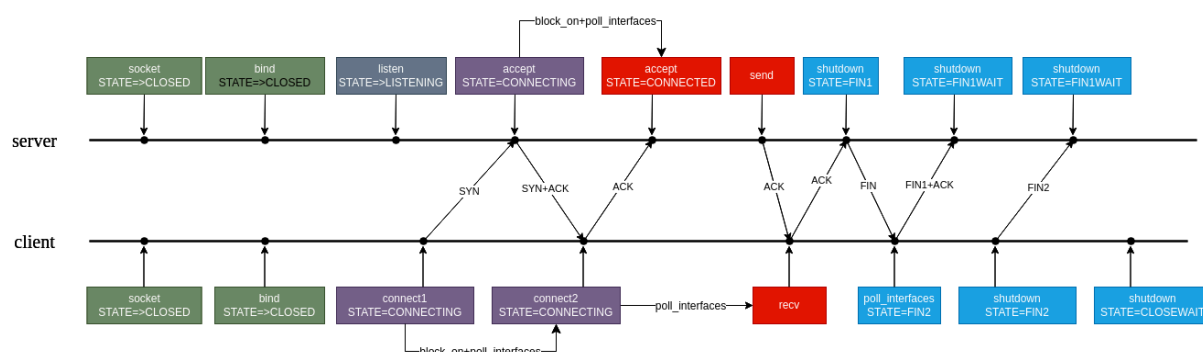 block_on+poll_interfaces
socket
STATE=>CLOSED
bind
STATE=>CLOSED
listen
STATE=>LISTENING
accept
STATE=CONNECTING
accept
STATE=CONNECTED
send
shutdown
STATE=FIN1
shutdown
STATE=FIN1WAIT
shutdown
STATE=FIN1WAIT
server
SYN
SYN+ACK
ACK
ACK
ACK
FIN
FIN1+ACK
FIN2
client
socket
STATE=>CLOSED
bind
STATE=>CLOSED
connect1
STATE=CONNECTING
connect2
STATE=CONNECTING
poll_interfaces
recv
poll_interfaces
STATE=FIN2
shutdown
STATE=FIN2
shutdown
STATE=CLOSEWAIT
block_on+poll_interfaces